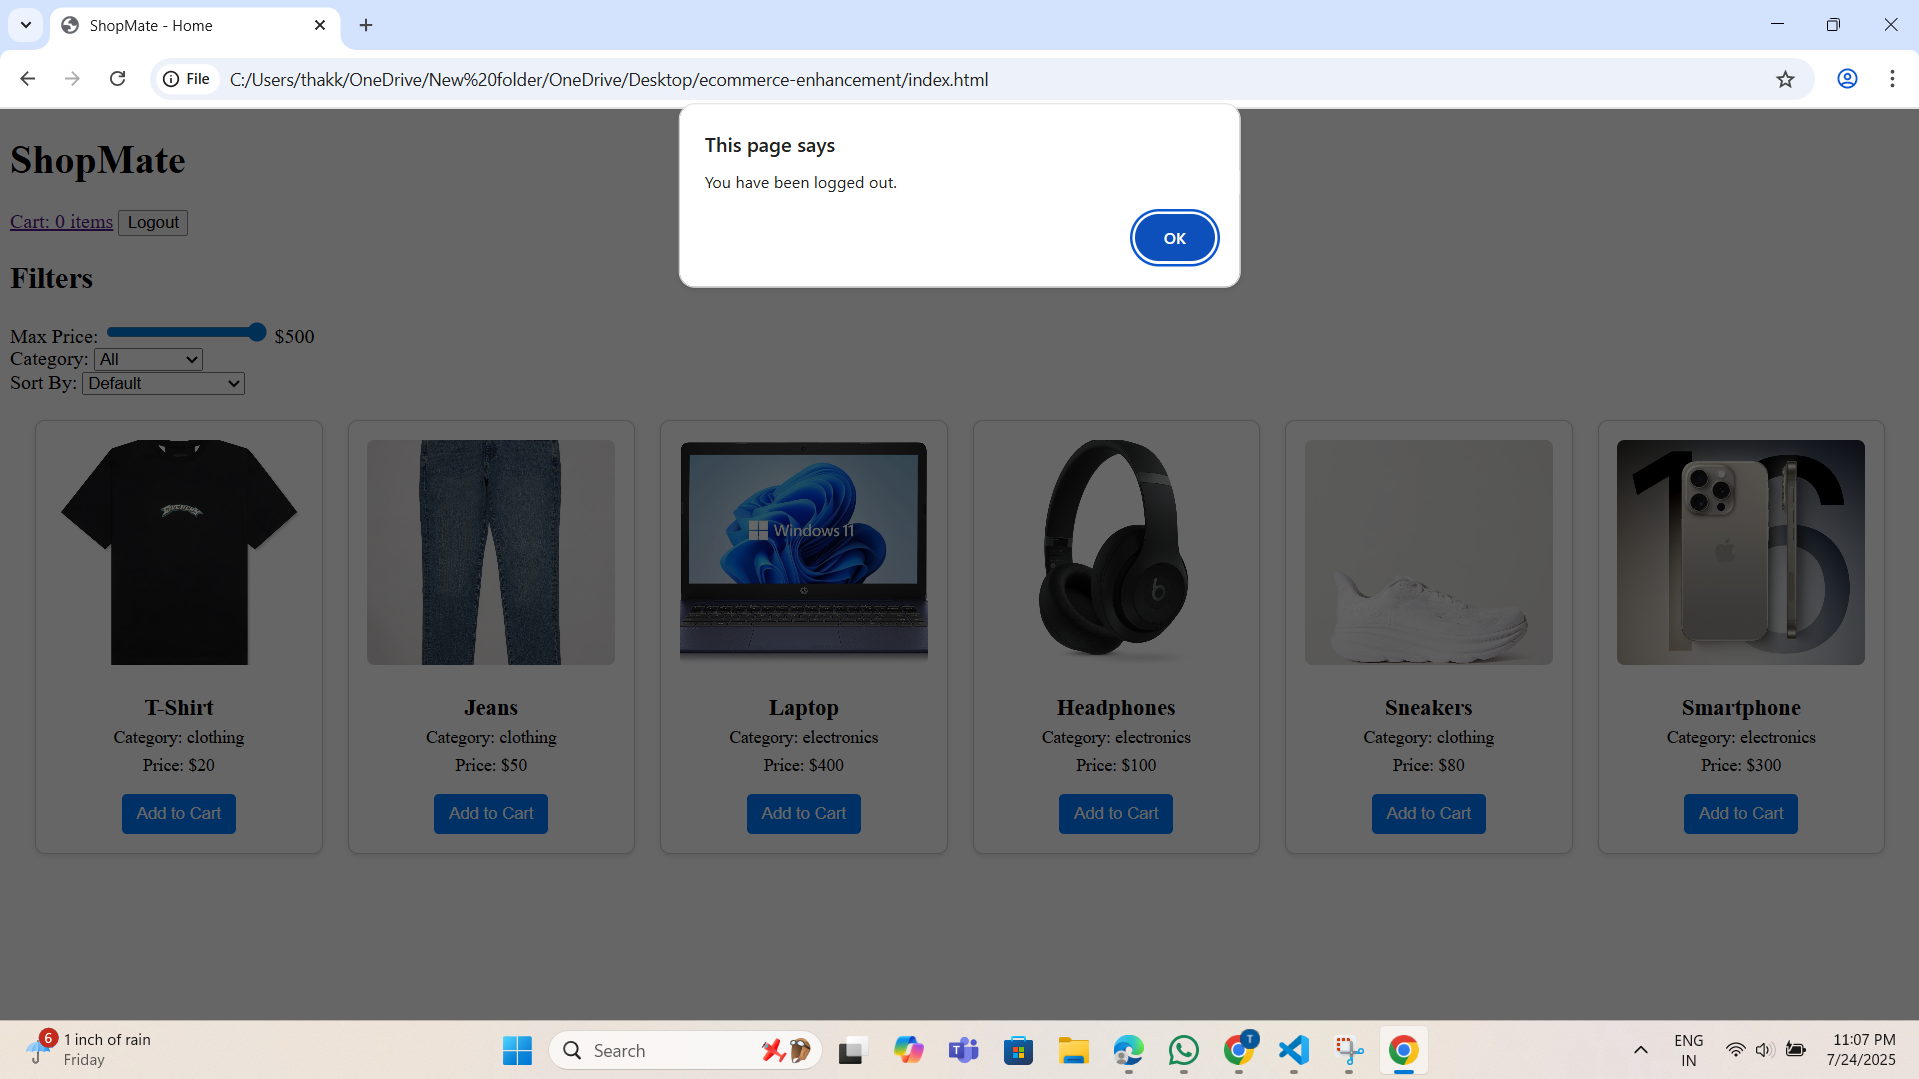 ShopMate - Home
File
C:/Users/thakk/OneDrive/New%20folder/OneDrive/Desktop/ecommerce-enhancement/index.html
This page says
You have been logged out.
OK
ShopMate
Cart: 0 items Logout
Filters
Max Price: $500
Category: All
Sort By: Default
Windows 11
16
T-Shirt
Category: clothing
Price: $20
Add to Cart
Jeans
Category: clothing
Price: $50
Add to Cart
Laptop
Category: electronics
Price: $400
Add to Cart
Headphones
Category: electronics
Price: $100
Add to Cart
Sneakers
Category: clothing
Price: $80
Add to Cart
Smartphone
Category: electronics
Price: $300
Add to Cart
6
1 inch of rain
Friday
Search
T
ENG
IN
11:07 PM
7/24/2025